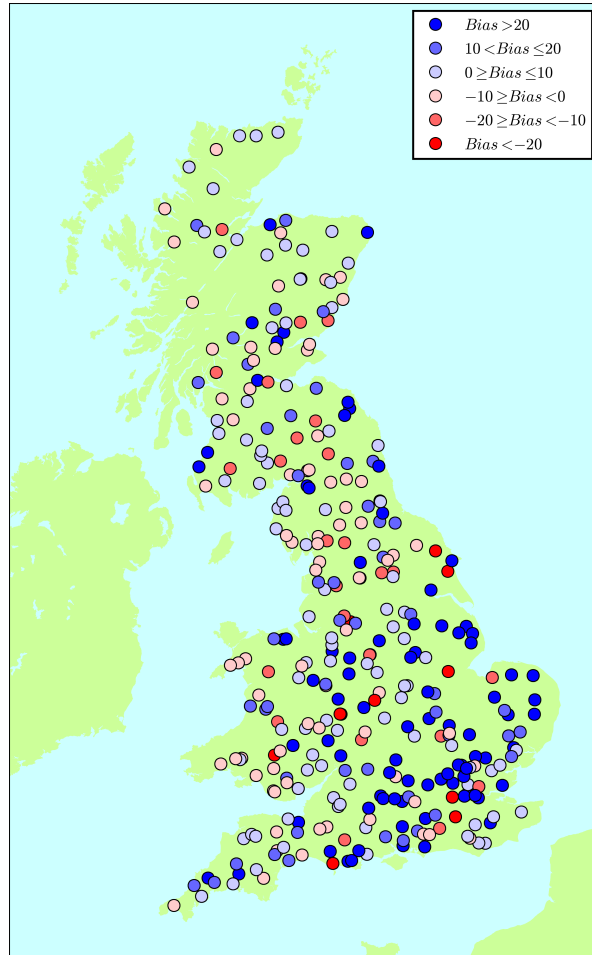 Bias >20
10 <Bias ≤20
0 ≥Bias ≤10
−10 ≥Bias <0
−20 ≥Bias <−10
Bias <−20